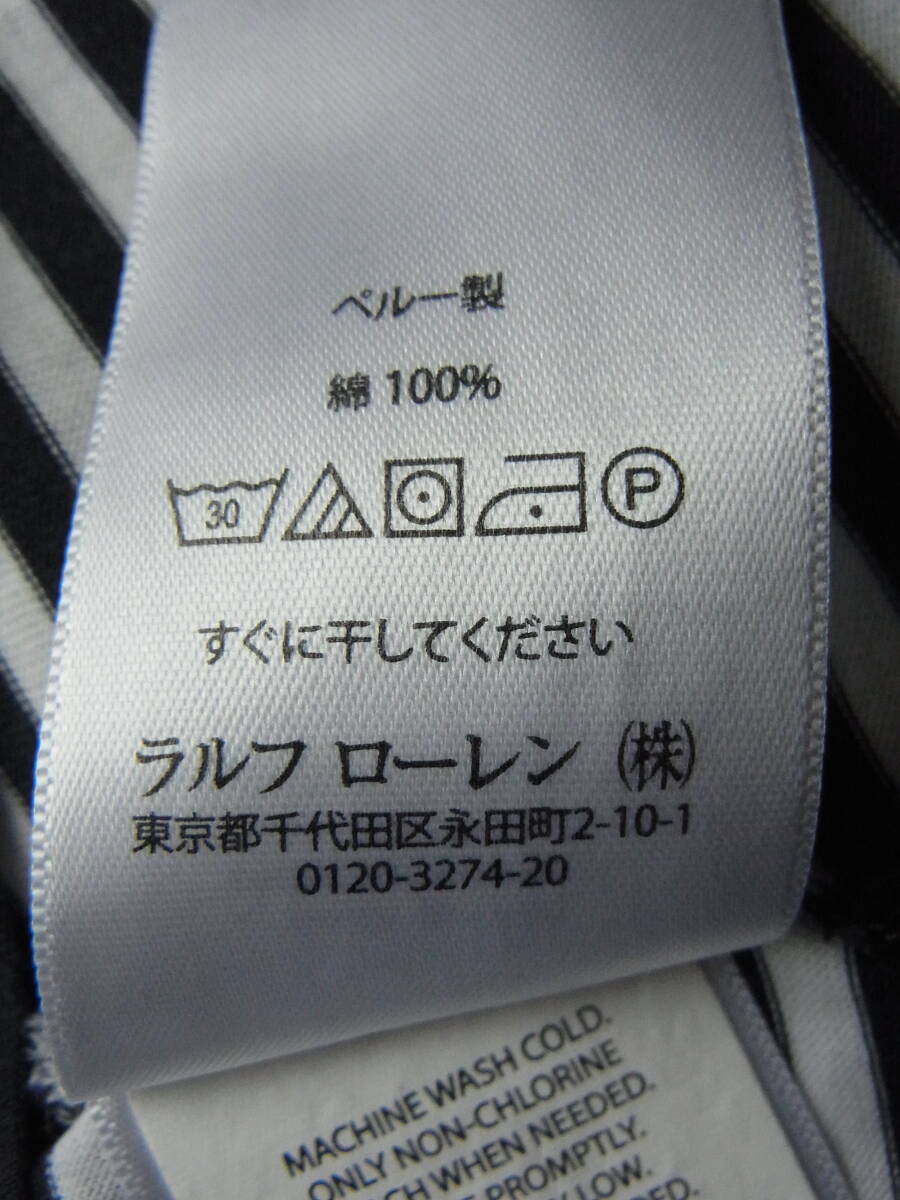 ペルー製
綿 100%
30
P
すぐに干してください
ラルフ ローレン ㈱
東京都千代田区永田町2-10-1
0120-3274-20
MACHINE WASH COLD.
ONLY NON-CHLORINE
WHEN NEEDED.
PROMPTLY.
LOW.